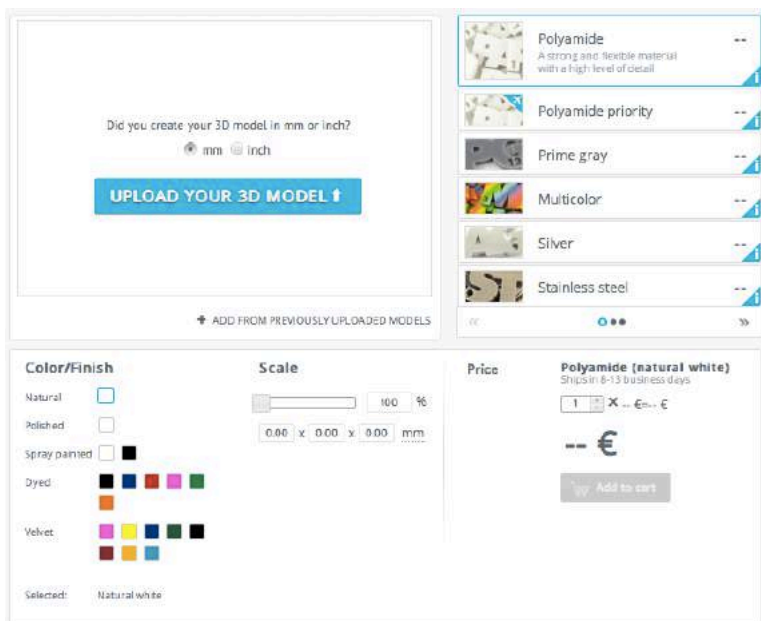 Did you create your 3D model in mm or inch?
mm inch
UPLOAD YOUR 3D MODEL
+ ADD FROM PREVIOUSLY UPLOADED MODELS
Polyamide --
A strong and flexible material
with a high level of detail
Polyamide priority --
Prime gray --
Multicolor --
Silver --
Stainless steel --
« »
Color/Finish
Natural
Polished
Spray painted
Dyed
Velvet
Selected: Natural white
Scale
100 %
0.00 x 0.00 x 0.00 mm
Price
Polyamide (natural white)
Ships in 8-13 business days
1 × -- €=-- €
-- €
Add to cart